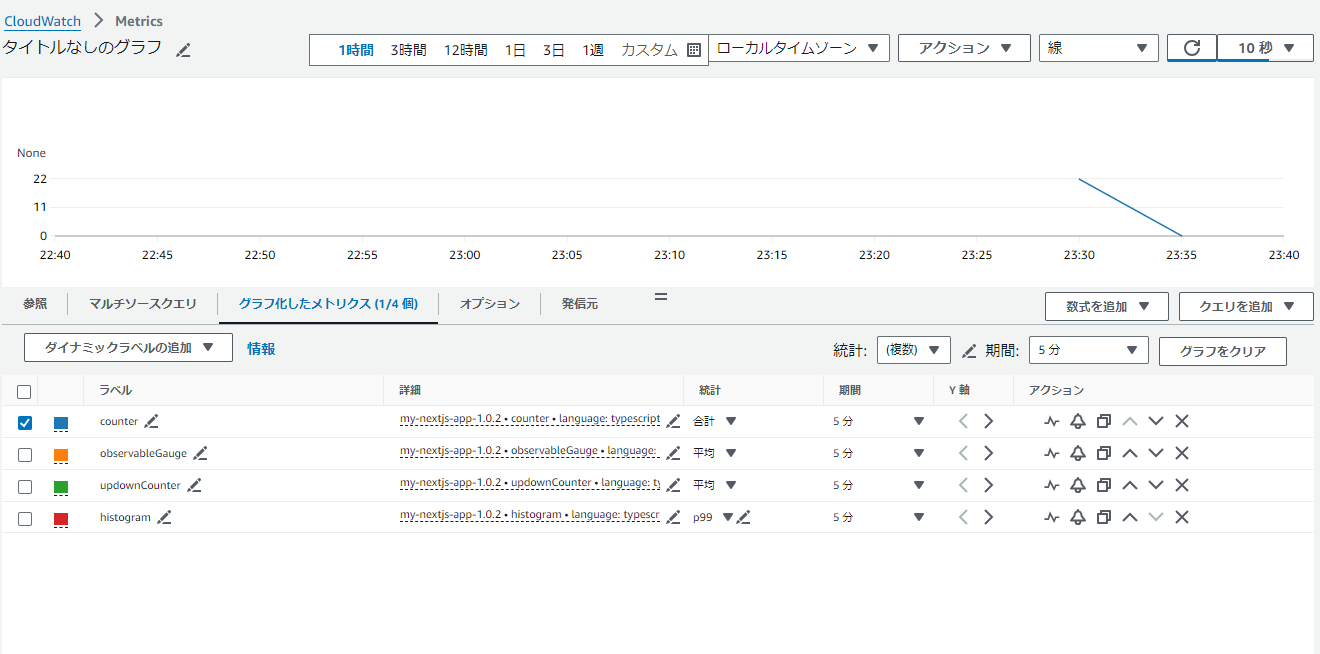 CloudWatch > Metrics
タイトルなしのグラフ
1時間 3時間 12時間 1日 3日 1週 カスタム ローカルタイムゾーン アクション 線 10 秒
None
22
11
0
22:40 22:45 22:50 22:55 23:00 23:05 23:10 23:15 23:20 23:25 23:30 23:35 23:40
参照 マルチソースクエリ グラフ化したメトリクス (1/4 個) オプション 発信元 数式を追加 クエリを追加
ダイナミックラベルの追加 情報 統計: (複数) 期間: 5 分 グラフをクリア
ラベル 詳細 統計 期間 Y 軸 アクション
counter my-nextjs-app-1.0.2 • counter • language: typescript 合計 5 分
observableGauge my-nextjs-app-1.0.2 • observableGauge • language: 平均 5 分
updownCounter my-nextjs-app-1.0.2 • updownCounter • language: ty 平均 5 分
histogram my-nextjs-app-1.0.2 • histogram • language: typescr p99 5 分